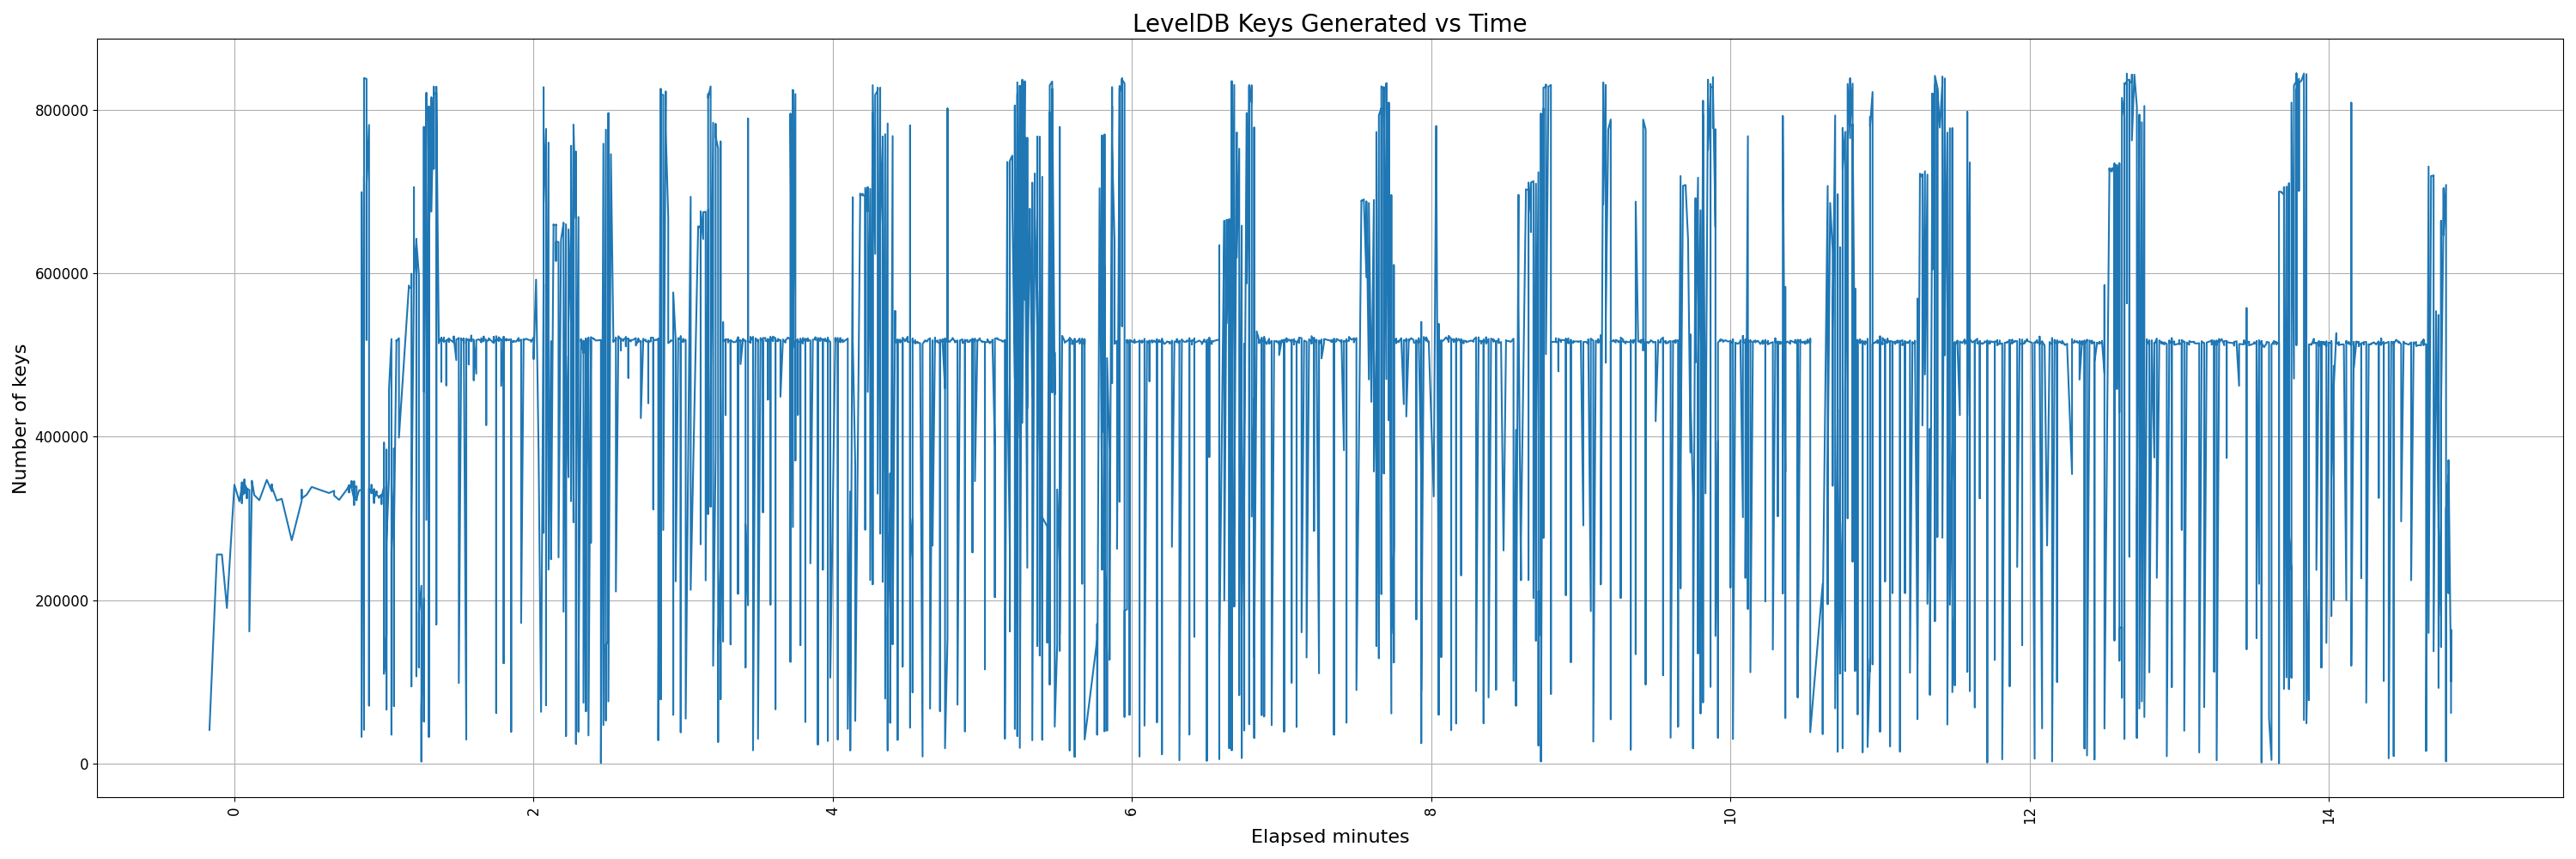 LevelDB Keys Generated vs Time
Number of keys
800000
600000
400000
200000
0
0 2 4 6 8 10 12 14
Elapsed minutes